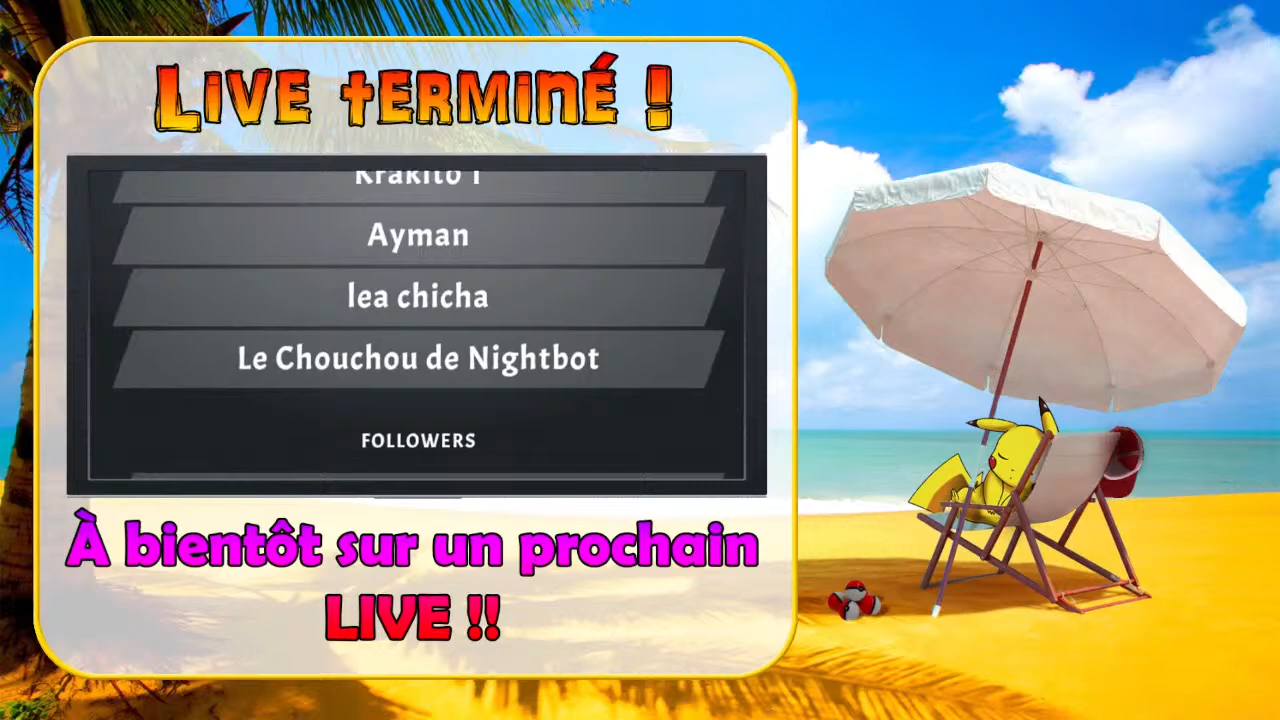 Live terminé !
Ayman
lea chicha
Le Chouchou de Nightbot
FOLLOWERS
À bientôt sur un prochain
LIVE !!